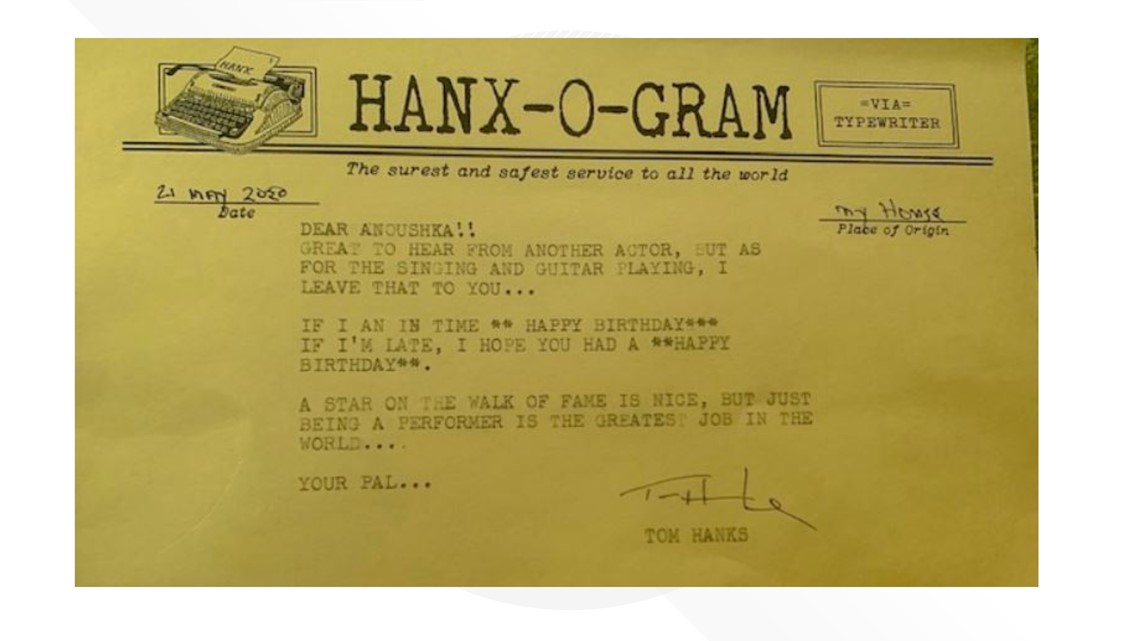 HANX
HANX-O-GRAM
=VIA=
TYPEWRITER
The surest and safest service to all the world
21 MAY 2020
Date
My House
Place of Origin
DEAR ANOUSHKA!!
GREAT TO HEAR FROM ANOTHER ACTOR, BUT AS
FOR THE SINGING AND GUITAR PLAYING, I
LEAVE THAT TO YOU...
IF I AN IN TIME ** HAPPY BIRTHDAY***
IF I'M LATE, I HOPE YOU HAD A **HAPPY
BIRTHDAY**.
A STAR ON THE WALK OF FAME IS NICE, BUT JUST
BEING A PERFORMER IS THE GREATEST JOB IN THE
WORLD....
YOUR PAL...
TOM HANKS